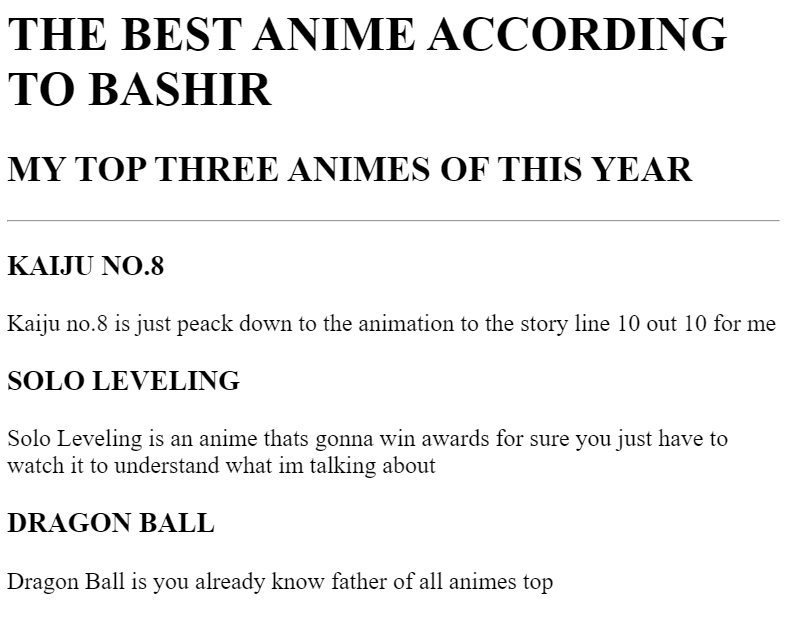 THE BEST ANIME ACCORDING
TO BASHIR
MY TOP THREE ANIMES OF THIS YEAR
KAIJU NO.8
Kaiju no.8 is just peack down to the animation to the story line 10 out 10 for me
SOLO LEVELING
Solo Leveling is an anime thats gonna win awards for sure you just have to
watch it to understand what im talking about
DRAGON BALL
Dragon Ball is you already know father of all animes top